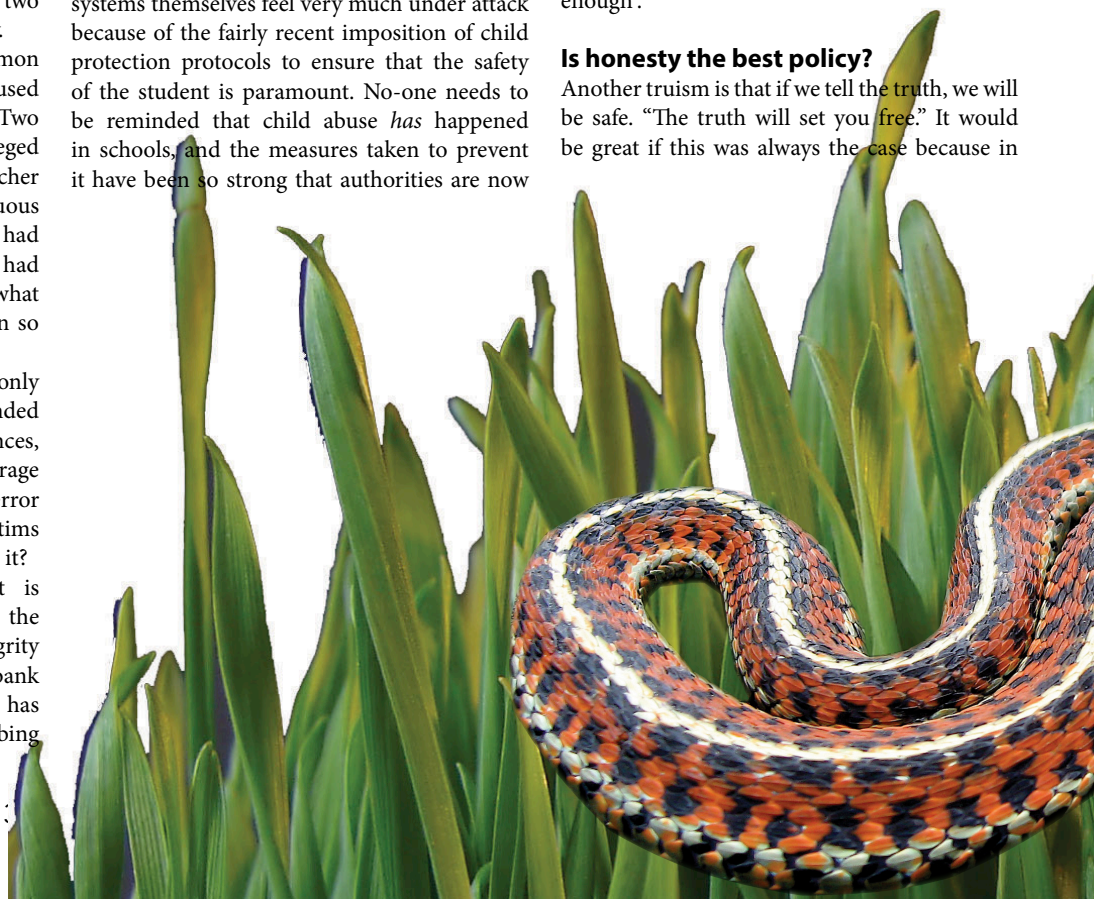 two
mon
used
Two
eged
cher
uous
had
had
what
n so
only
nded
nces,
rage
error
tims
it?
t is
the
grity
bank
has
bing
systems themselves feel very much under attack
because of the fairly recent imposition of child
protection protocols to ensure that the safety
of the student is paramount. No-one needs to
be reminded that child abuse has happened
in schools, and the measures taken to prevent
it have been so strong that authorities are now
enough'.
Is honesty the best policy?
Another truism is that if we tell the truth, we will
be safe. “The truth will set you free.” It would
be great if this was always the case because in